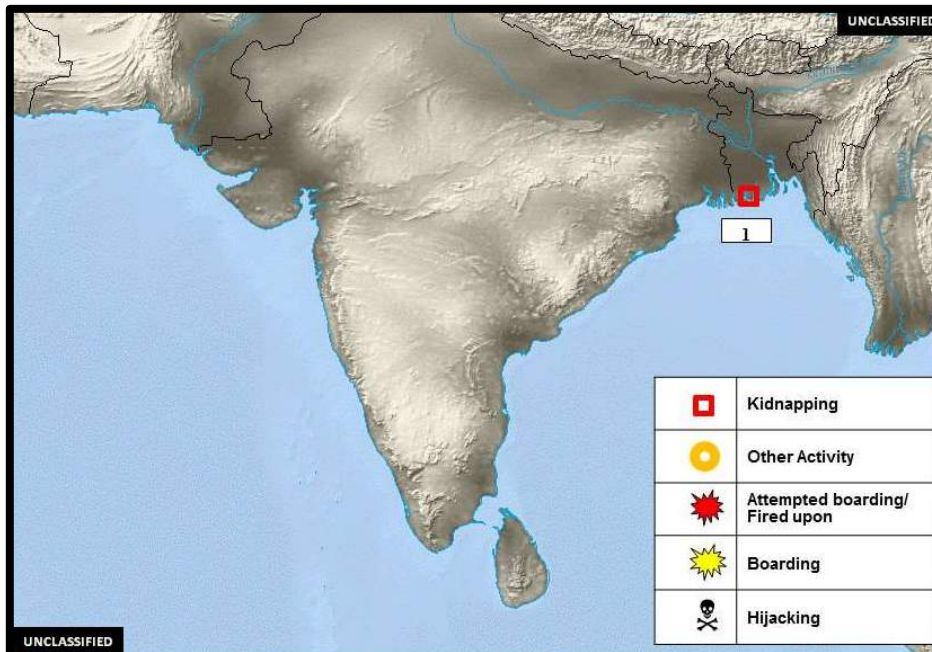 UNCLASSIFIED
1
Kidnapping
Other Activity
Attempted boarding/
Fired upon
Boarding
Hijacking
UNCLASSIFIED